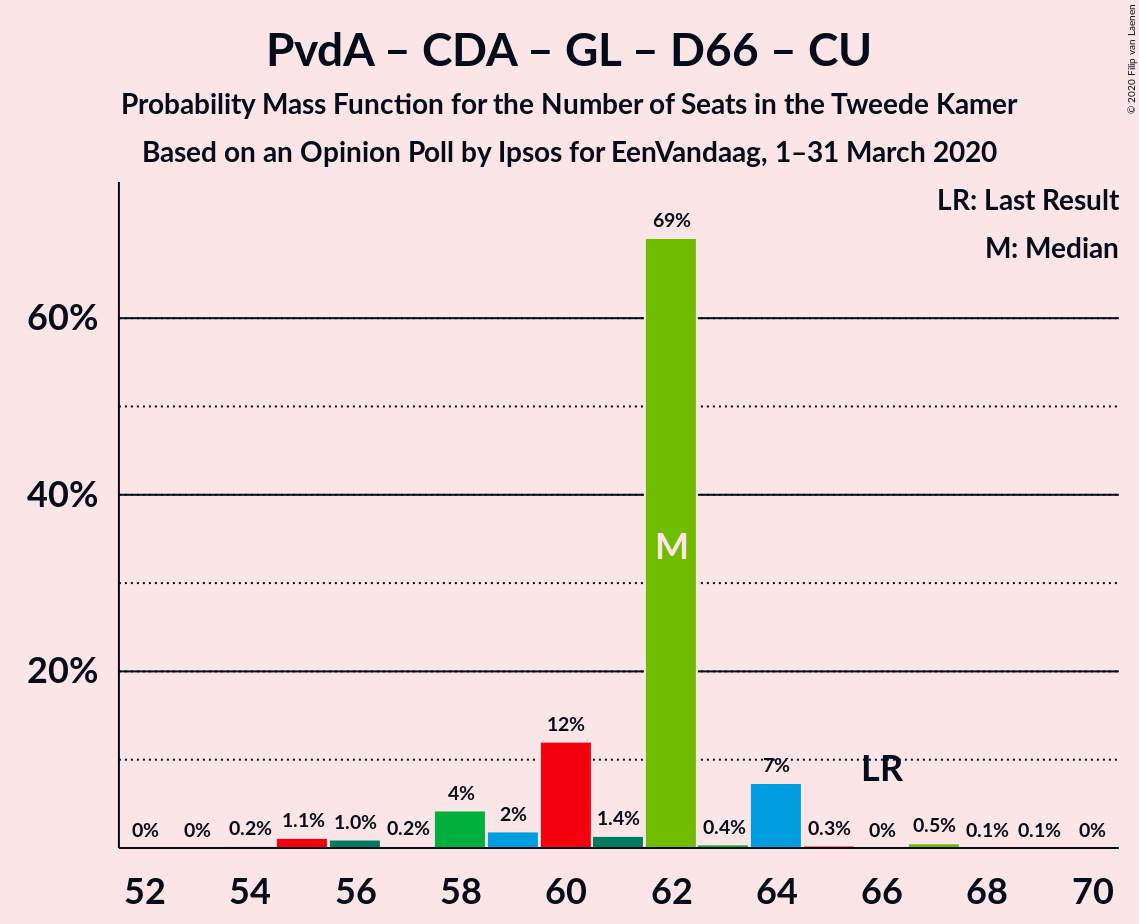 PvdA – CDA – GL – D66 – CU
Probability Mass Function for the Number of Seats in the Tweede Kamer
Based on an Opinion Poll by Ipsos for EenVandaag, 1–31 March 2020
© 2020 Filip van Laenen
LR: Last Result
M: Median
69%
60%
40%
M
20%
12%
LR
7%
4%
2%
1.4%
1.1%
1.0%
0.5%
0.4%
0.3%
0% 0% 0.2% 0.2% 0% 0.1% 0.1% 0%
52 54 56 58 60 62 64 66 68 70